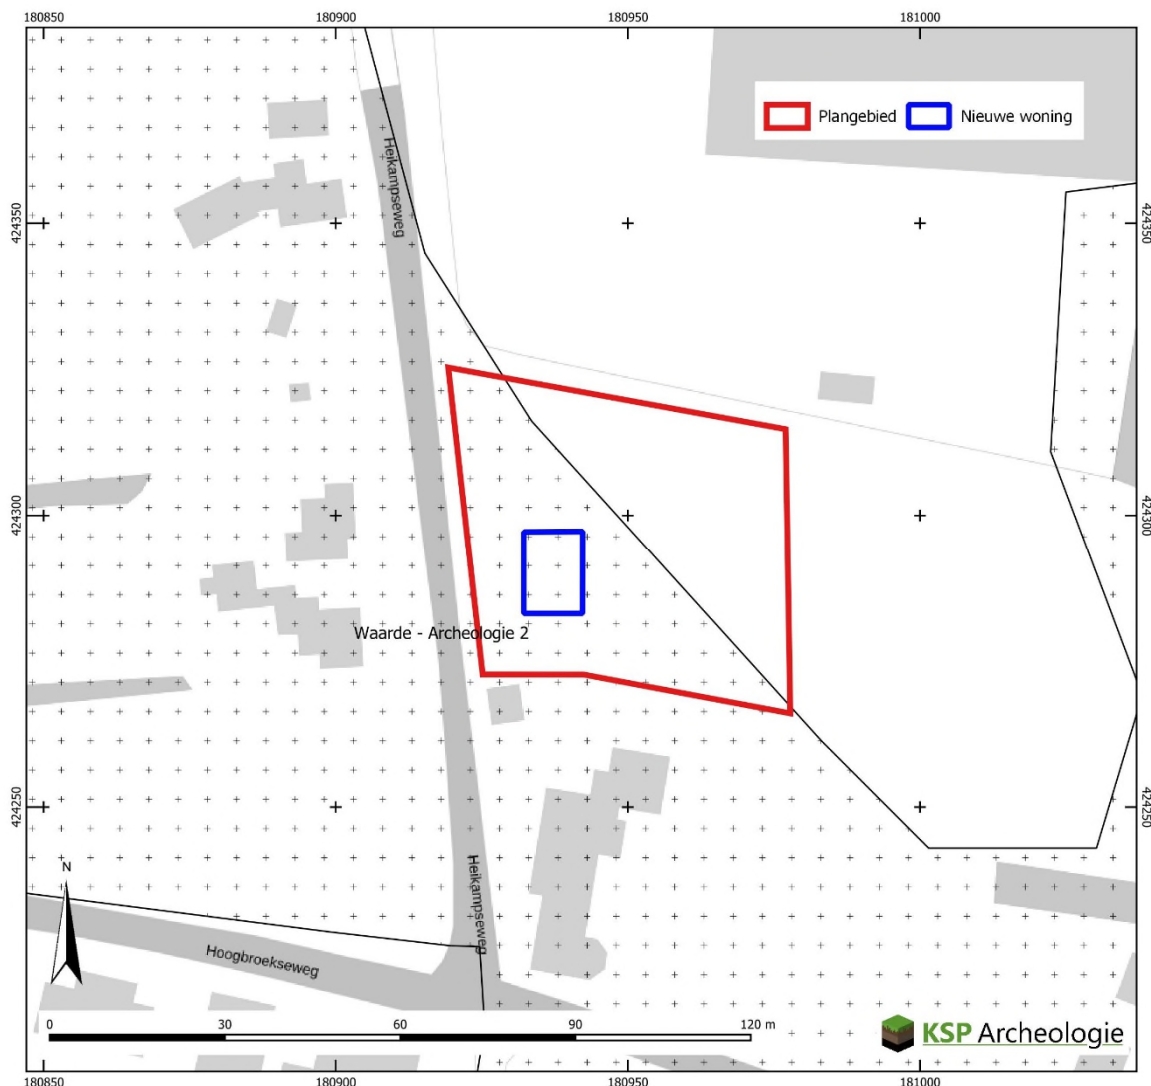 180850 180900 180950 181000
Plangebied Nieuwe woning
Heikampseweg
424350 424350
424300 424300
Waarde - Archeologie 2
424250 424250
Heikampseweg
N
Hoogbroekseweg
0 30 60 90 120 m
KSP Archeologie
180850 180900 180950 181000